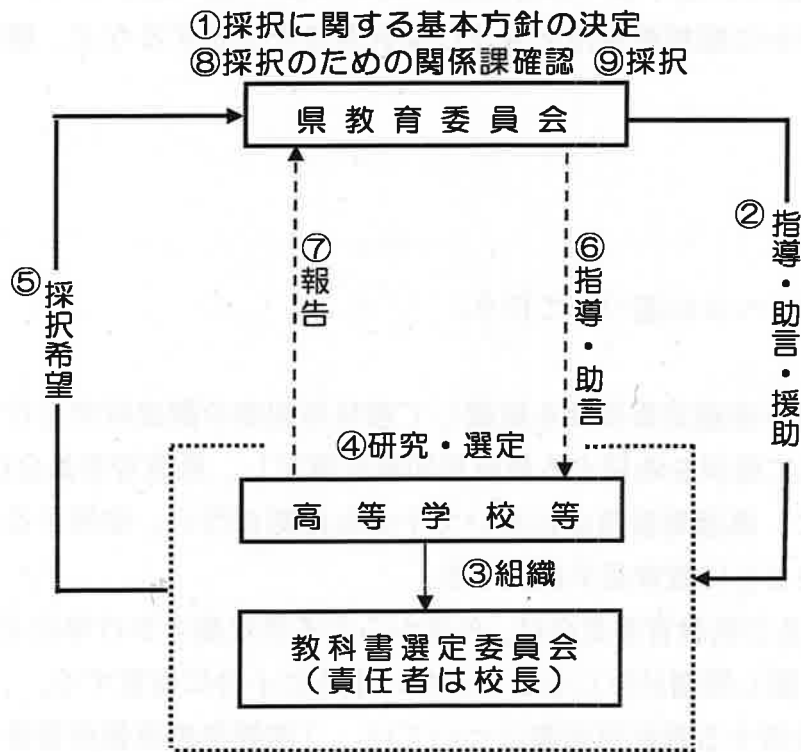 ①採択に関する基本方針の決定
⑧採択のための関係課確認 ⑨採択
県教育委員会
②指導・助言・援助
⑦報告
⑥指導・助言
⑤採択希望
④研究・選定
高等学校等
③組織
教科書選定委員会
(責任者は校長)